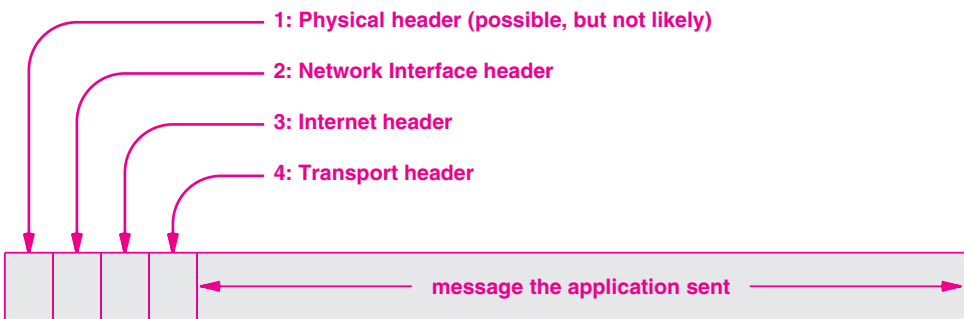 1: Physical header (possible, but not likely)
2: Network Interface header
3: Internet header
4: Transport header
message the application sent